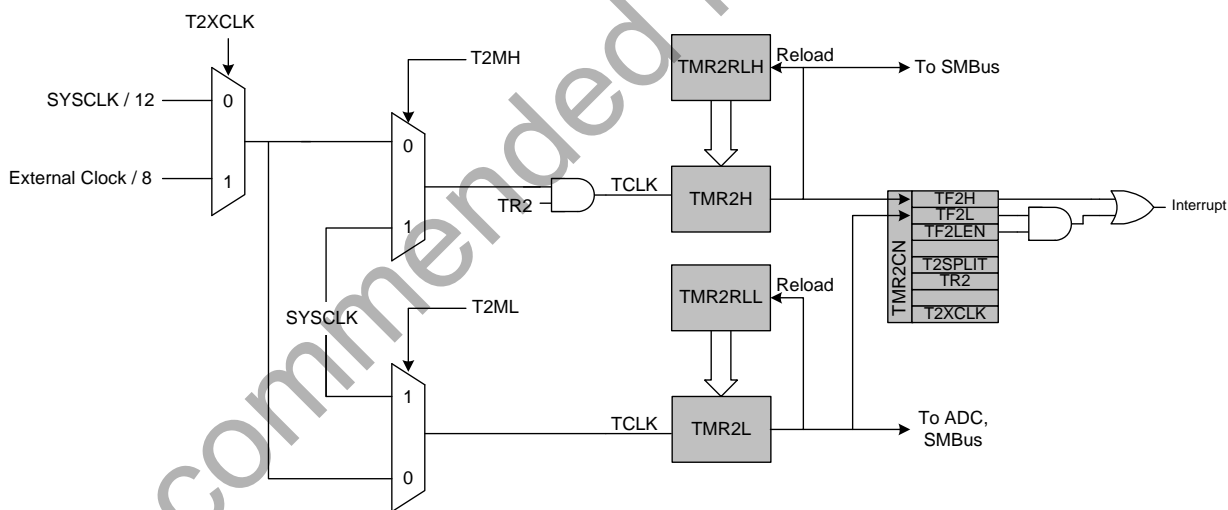 T2XCLK
SYSCLK / 12
0
External Clock / 8
1
T2MH
0
1
TR2
TCLK
SYSCLK
T2ML
1
0
TCLK
TMR2RLH
Reload
To SMBus
TMR2H
TMR2RLL
Reload
TMR2L
To ADC,
SMBus
TMR2CN
TF2H
TF2L
TF2LEN
T2SPLIT
TR2
T2XCLK
Interrupt
commended